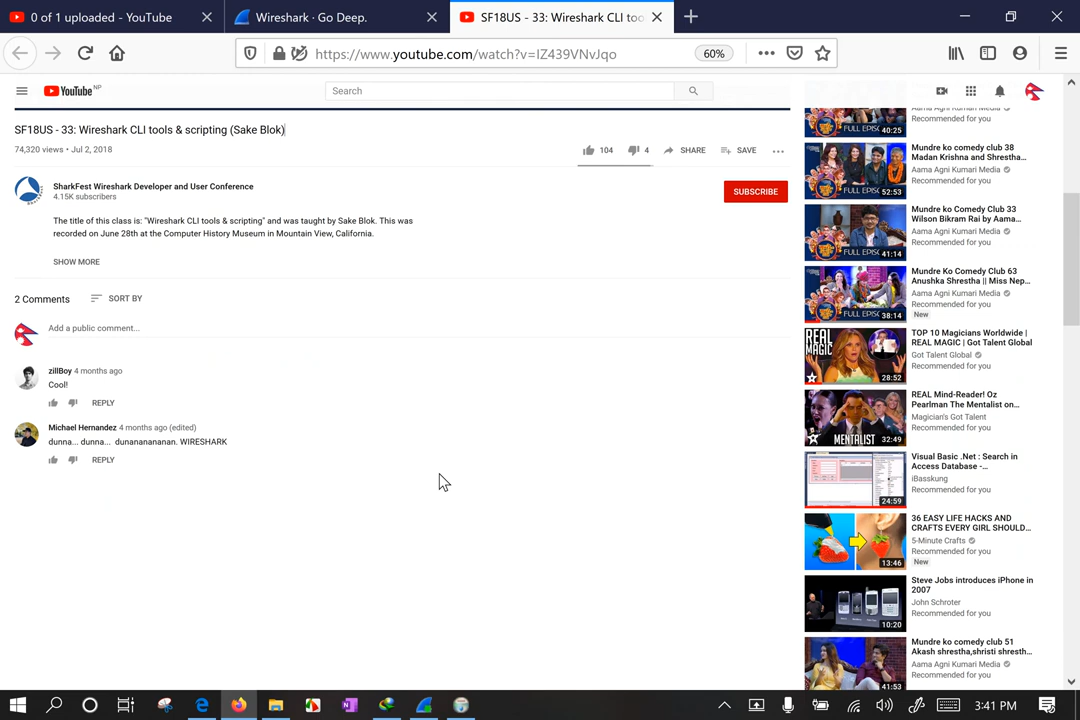 0 of 1 uploaded - YouTube
Wireshark · Go Deep.
SF18US - 33: Wireshark CLI too
https://www.youtube.com/watch?v=IZ439VNvJqo
60%
YouTube NP
Search
SF18US - 33: Wireshark CLI tools & scripting (Sake Blok)
74,320 views • Jul 2, 2018
104
4
SHARE
SAVE
SharkFest Wireshark Developer and User Conference
4.15K subscribers
SUBSCRIBE
The title of this class is: "Wireshark CLI tools & scripting" and was taught by Sake Blok. This was
recorded on June 28th at the Computer History Museum in Mountain View, California.
SHOW MORE
2 Comments
SORT BY
Add a public comment...
zillBoy 4 months ago
Cool!
REPLY
Michael Hernandez 4 months ago (edited)
dunna... dunna... dunanananana. WIRESHARK
REPLY
FULL EPISO
40:25
Aama Agni Kumari Media
Recommended for you
FULL EPISO
52:53
Mundre ko Comedy club 38
Madan Krishna and Shrestha...
Aama Agni Kumari Media
Recommended for you
FULL EPISO
41:14
Mundre ko Comedy Club 33
Wilson Bikram Rai by Aama...
Aama Agni Kumari Media
Recommended for you
FULL EPISO
38:14
Mundre Ko Comedy Club 63
Anushka Shrestha || Miss Nep...
Aama Agni Kumari Media
Recommended for you
New
REAL
MAGIC
28:52
TOP 10 Magicians Worldwide |
REAL MAGIC | Got Talent Global
Got Talent Global
Recommended for you
MENTALIST
32:49
REAL Mind-Reader! Oz
Pearlman The Mentalist on...
Magician's Got Talent
Recommended for you
24:59
Visual Basic .Net : Search in
Access Database -...
iBasskung
Recommended for you
13:46
36 EASY LIFE HACKS AND
CRAFTS EVERY GIRL SHOULD...
5-Minute Crafts
Recommended for you
New
10:20
Steve Jobs introduces iPhone in
2007
John Schroter
Recommended for you
41:53
Mundre ko comedy club 51
Akash shrestha,shristi shresth...
Aama Agni Kumari Media
3:41 PM